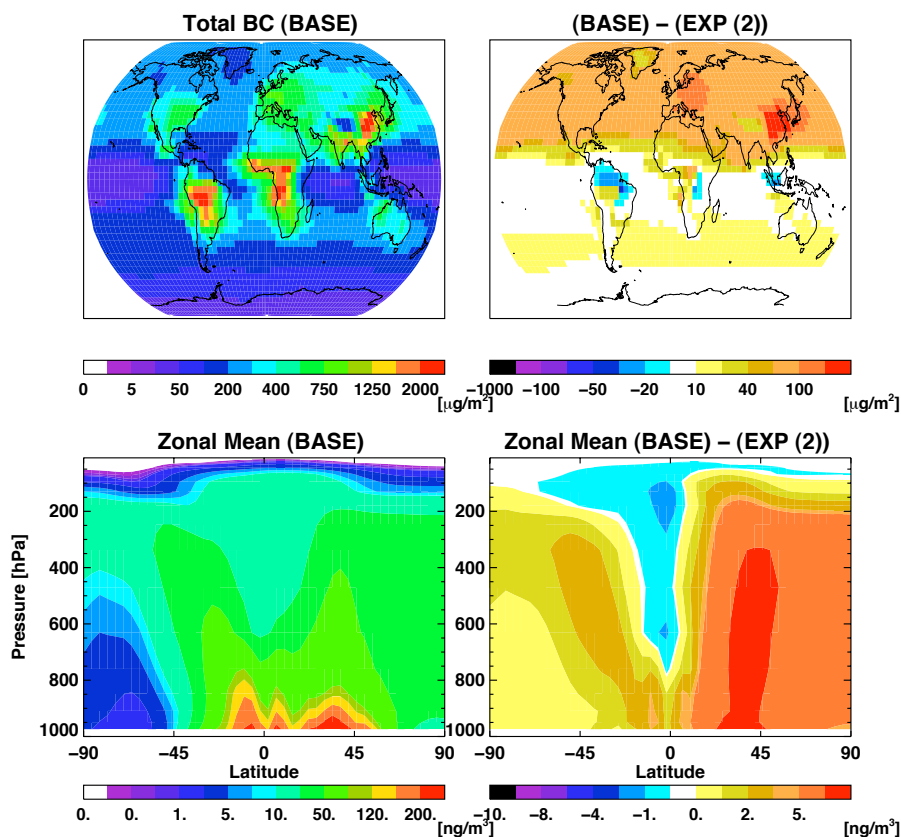 Total BC (BASE)
(BASE) − (EXP (2))
0 5 50 200 400 750 1250 2000
[μg/m²]
−1000 −100 −50 −20 10 40 100
[μg/m²]
Zonal Mean (BASE)
Zonal Mean (BASE) − (EXP (2))
Pressure [hPa]
200
400
600
800
1000
200
400
600
800
1000
−90 −45 0 45 90
−90 −45 0 45 90
Latitude
Latitude
0. 0. 1. 5. 10. 50. 120. 200.
[ng/m³]
−10. −8. −4. −1. 0. 2. 5.
[ng/m³]